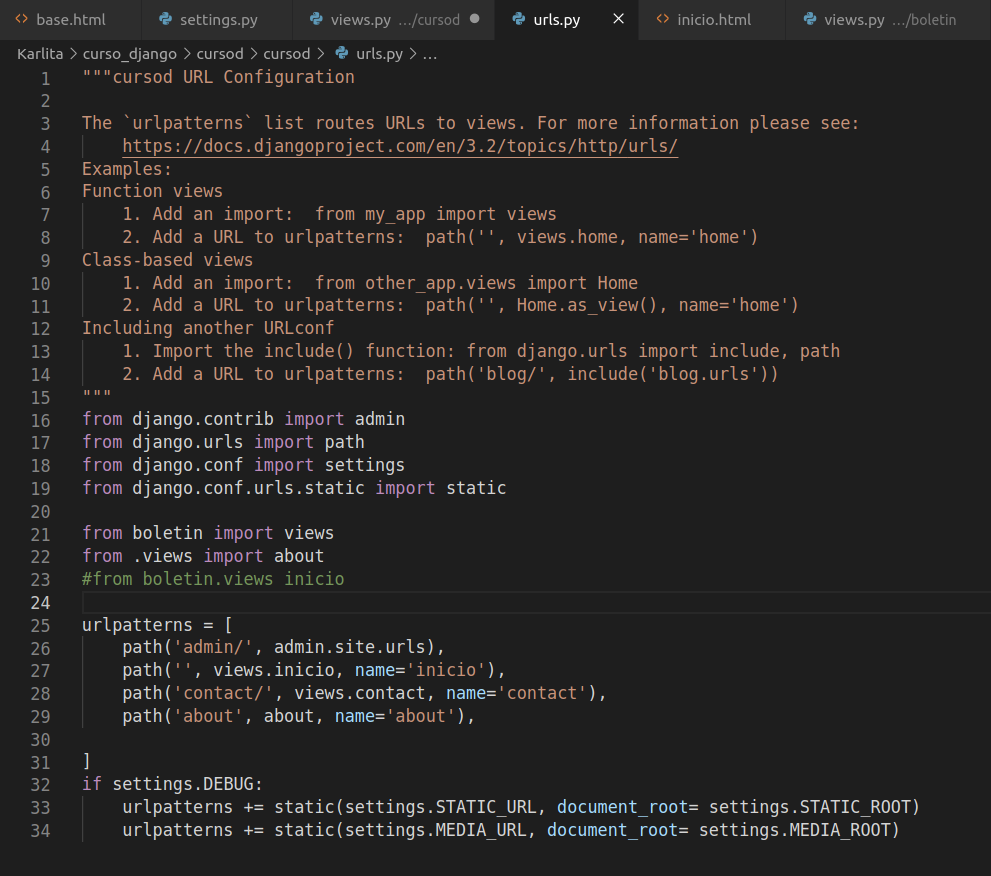 base.html settings.py views.py .../cursod urls.py inicio.html views.py .../boletin
Karlita > curso_django > cursod > cursod > urls.py > ...
1 """cursod URL Configuration
2
3 The `urlpatterns` list routes URLs to views. For more information please see:
4     https://docs.djangoproject.com/en/3.2/topics/http/urls/
5 Examples:
6 Function views
7     1. Add an import:  from my_app import views
8     2. Add a URL to urlpatterns:  path('', views.home, name='home')
9 Class-based views
10     1. Add an import:  from other_app.views import Home
11     2. Add a URL to urlpatterns:  path('', Home.as_view(), name='home')
12 Including another URLconf
13     1. Import the include() function: from django.urls import include, path
14     2. Add a URL to urlpatterns:  path('blog/', include('blog.urls'))
15 """
16 from django.contrib import admin
17 from django.urls import path
18 from django.conf import settings
19 from django.conf.urls.static import static
20
21 from boletin import views
22 from .views import about
23 #from boletin.views inicio
24
25 urlpatterns = [
26     path('admin/', admin.site.urls),
27     path('', views.inicio, name='inicio'),
28     path('contact/', views.contact, name='contact'),
29     path('about', about, name='about'),
30
31 ]
32 if settings.DEBUG:
33     urlpatterns += static(settings.STATIC_URL, document_root= settings.STATIC_ROOT)
34     urlpatterns += static(settings.MEDIA_URL, document_root= settings.MEDIA_ROOT)